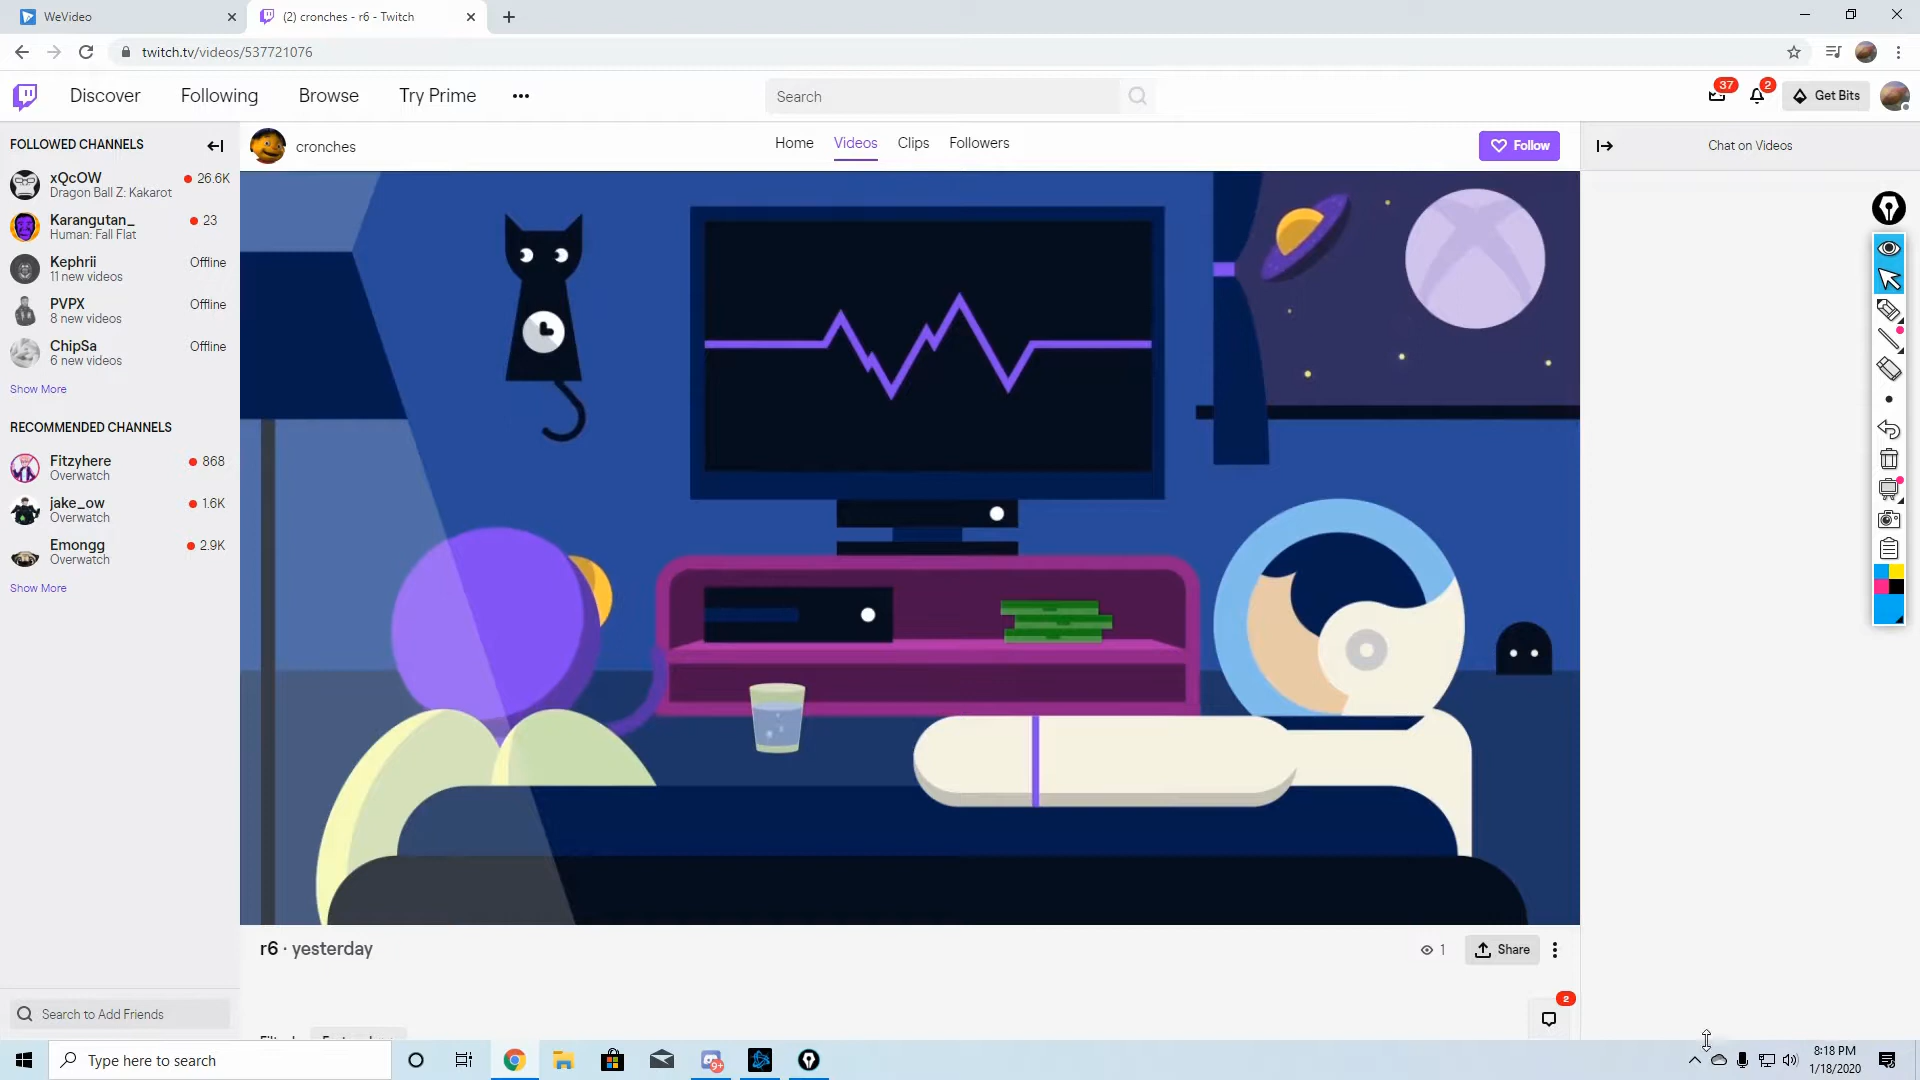 WeVideo
(2) cronches - r6 - Twitch
twitch.tv/videos/537721076
Discover
Following
Browse
Try Prime
Search
37
2
Get Bits
FOLLOWED CHANNELS
cronches
Home
Videos
Clips
Followers
Follow
Chat on Videos
xQcOW
26.6K
Dragon Ball Z: Kakarot
Karangutan_
23
Human: Fall Flat
Kephrii
Offline
11 new videos
PVPX
Offline
8 new videos
ChipSa
Offline
6 new videos
Show More
RECOMMENDED CHANNELS
Fitzyhere
868
Overwatch
jake_ow
1.6K
Overwatch
Emongg
2.9K
Overwatch
Show More
r6 · yesterday
1
Share
2
Search to Add Friends
Type here to search
9+
8:18 PM
1/18/2020